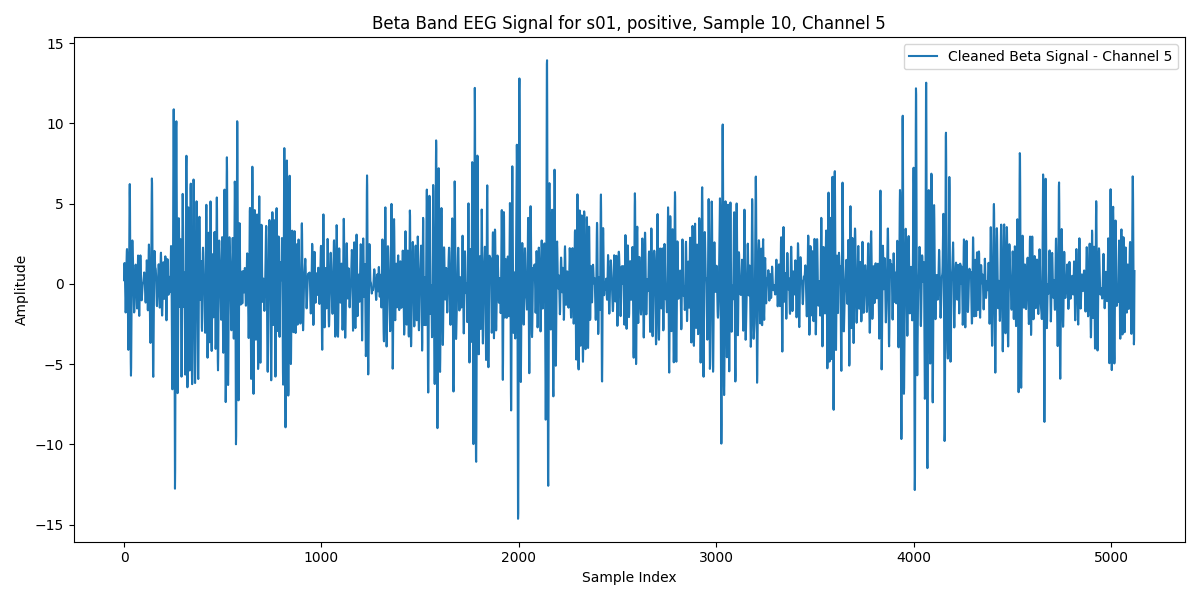 Beta Band EEG Signal for s01, positive, Sample 10, Channel 5
Cleaned Beta Signal - Channel 5
15
10
5
0
−5
−10
−15
Amplitude
0 1000 2000 3000 4000 5000
Sample Index